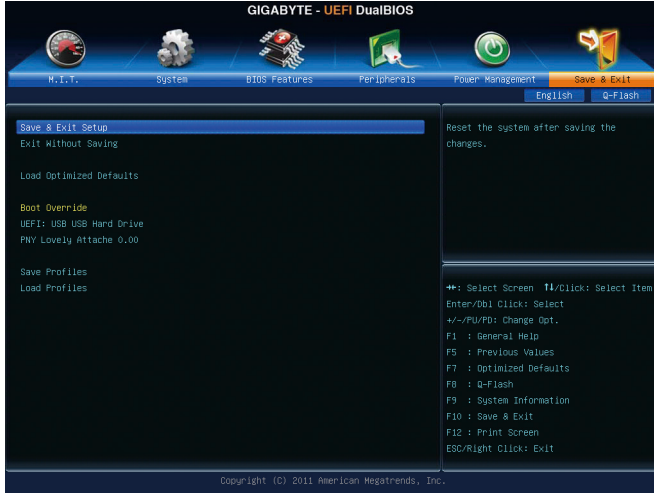 GIGABYTE - UEFI DualBIOS
M.I.T. System BIOS Features Peripherals Power Management Save & Exit
English Q-Flash
Save & Exit Setup
Exit Without Saving
Load Optimized Defaults
Boot Override
UEFI: USB USB Hard Drive
PNY Lovely Attache 0.00
Save Profiles
Load Profiles
Reset the system after saving the
changes.
→←: Select Screen ↑↓/Click: Select Item
Enter/Dbl Click: Select
+/-/PU/PD: Change Opt.
F1 : General Help
F5 : Previous Values
F7 : Optimized Defaults
F8 : Q-Flash
F9 : System Information
F10 : Save & Exit
F12 : Print Screen
ESC/Right Click: Exit
Copyright (C) 2011 American Megatrends, Inc.